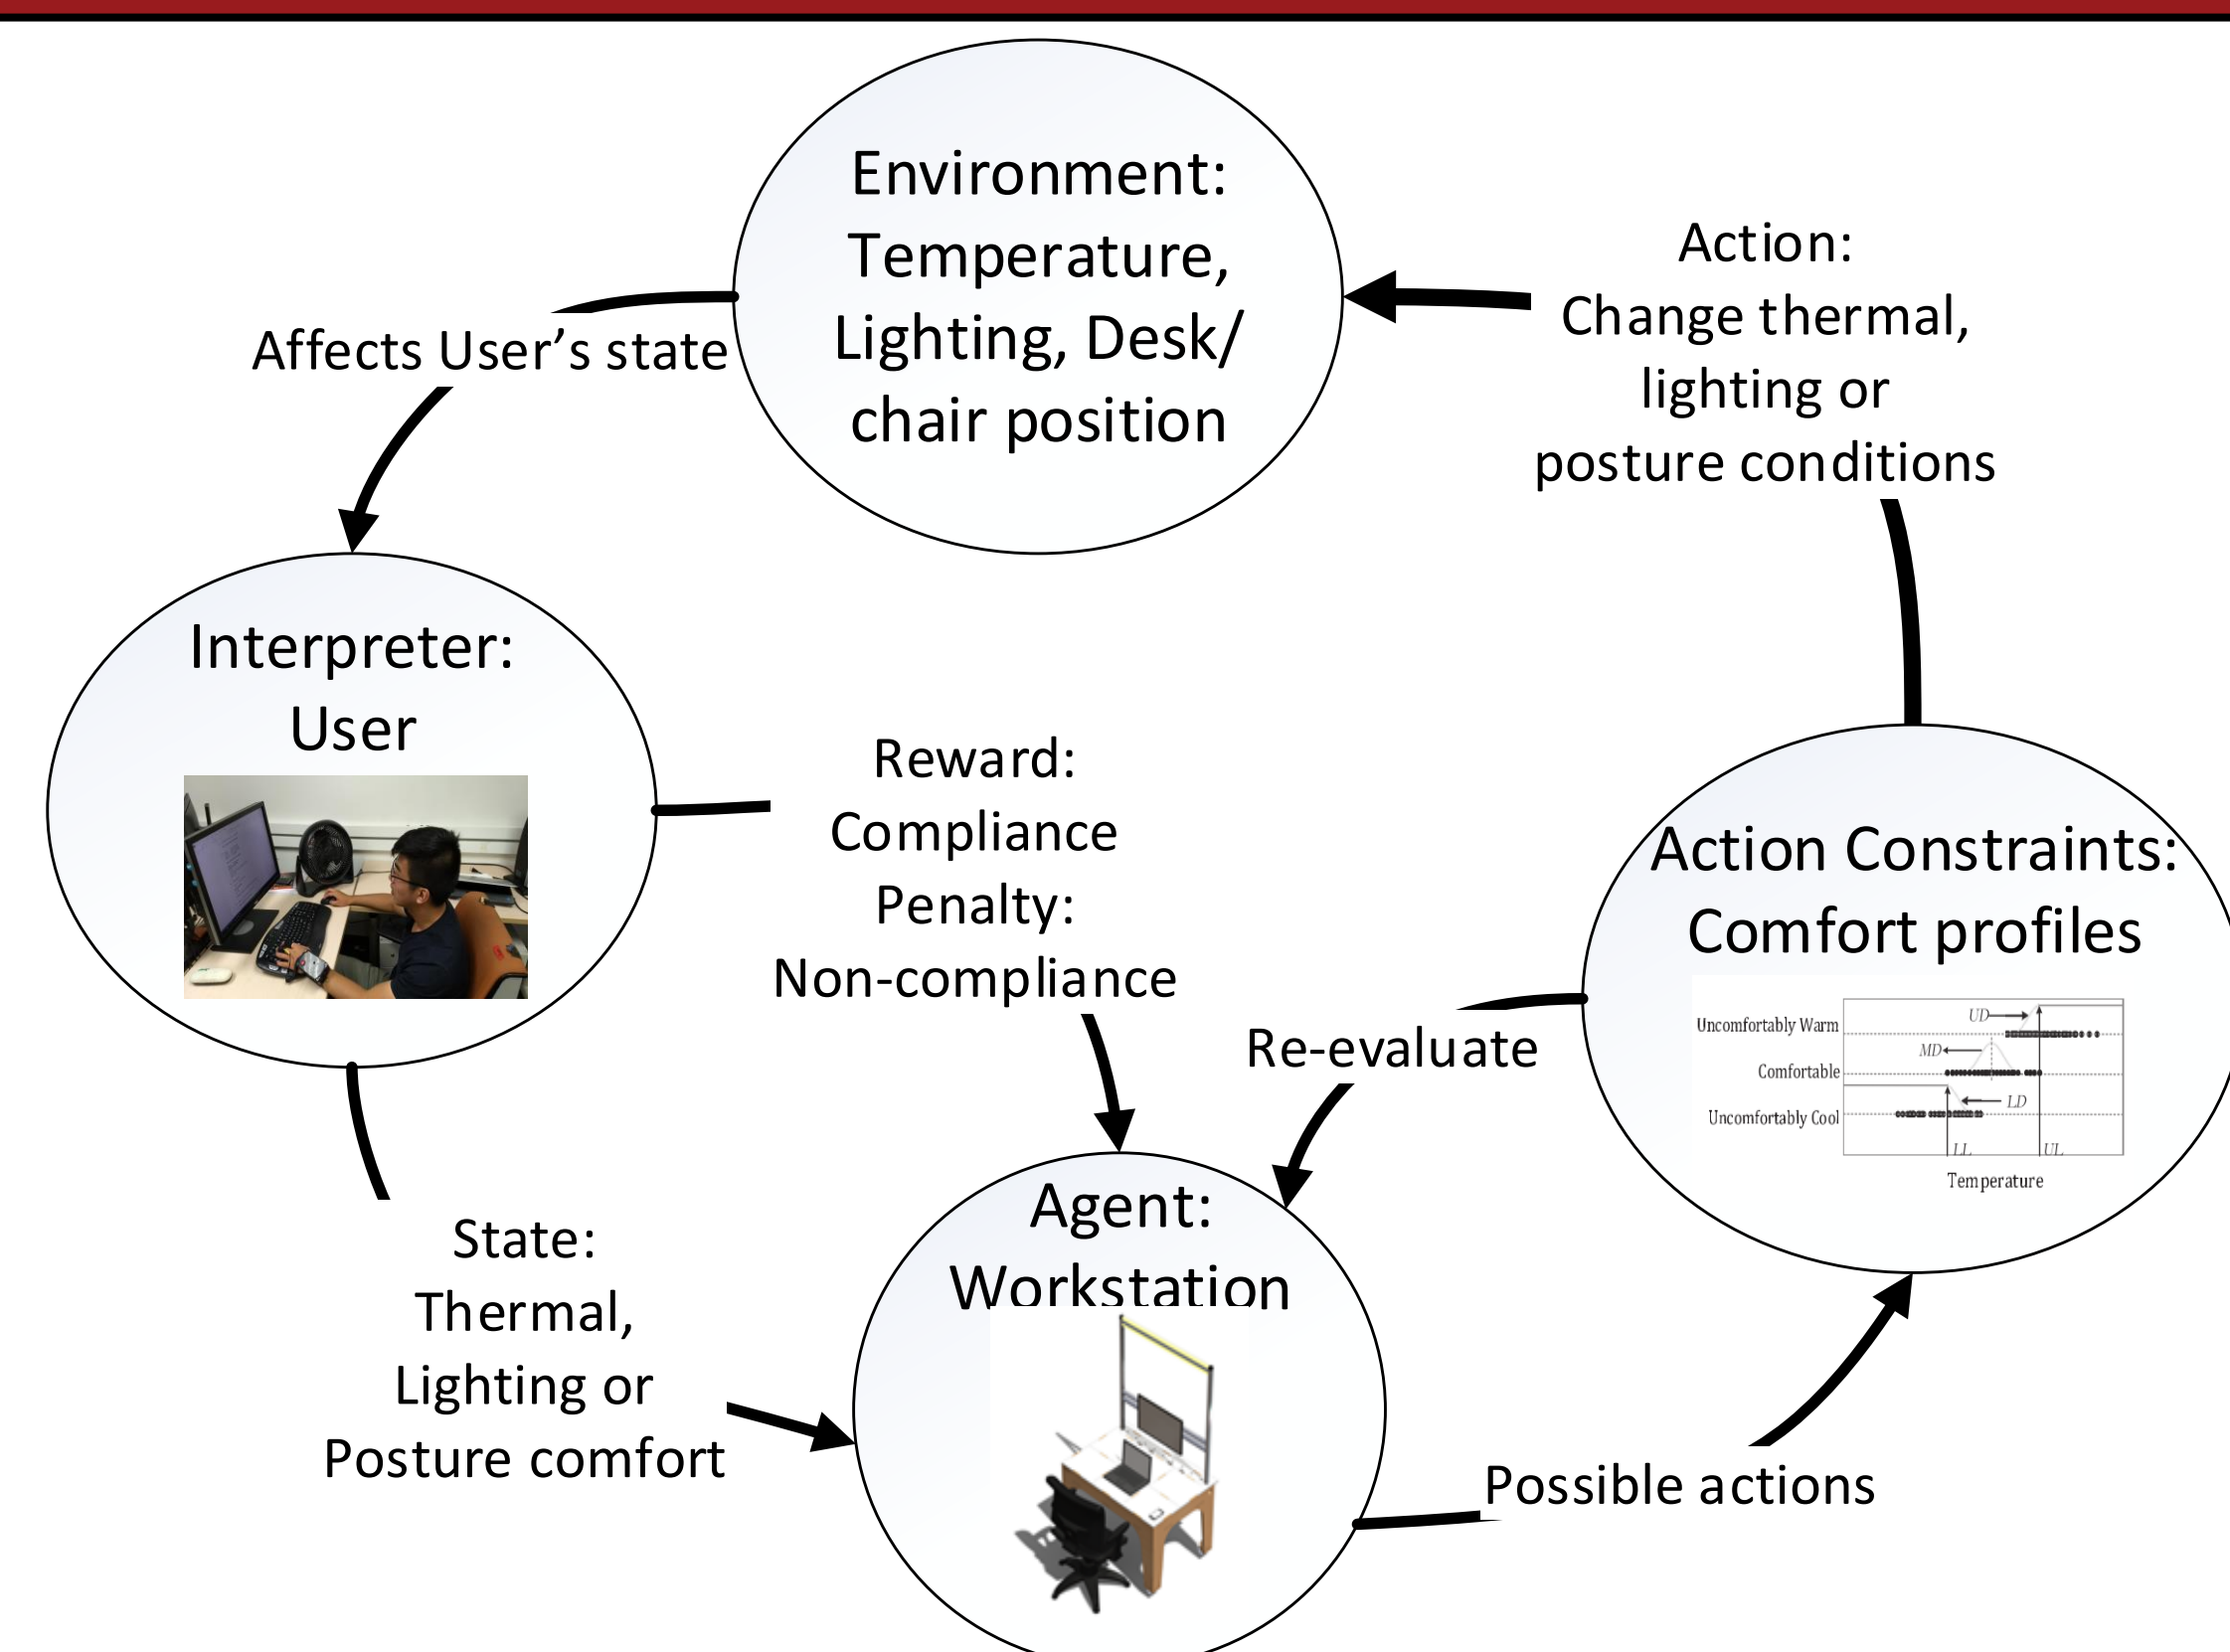 Environment:
Temperature,
Lighting, Desk/
chair position
Action:
Change thermal,
lighting or
posture conditions
Affects User’s state
Interpreter:
User
Reward:
Compliance
Penalty:
Non-compliance
Action Constraints:
Comfort profiles
Uncomfortably Warm
UD
MD
Comfortable
LD
Uncomfortably Cool
LL
UL
Temperature
Re-evaluate
Agent:
Workstation
State:
Thermal,
Lighting or
Posture comfort
Possible actions